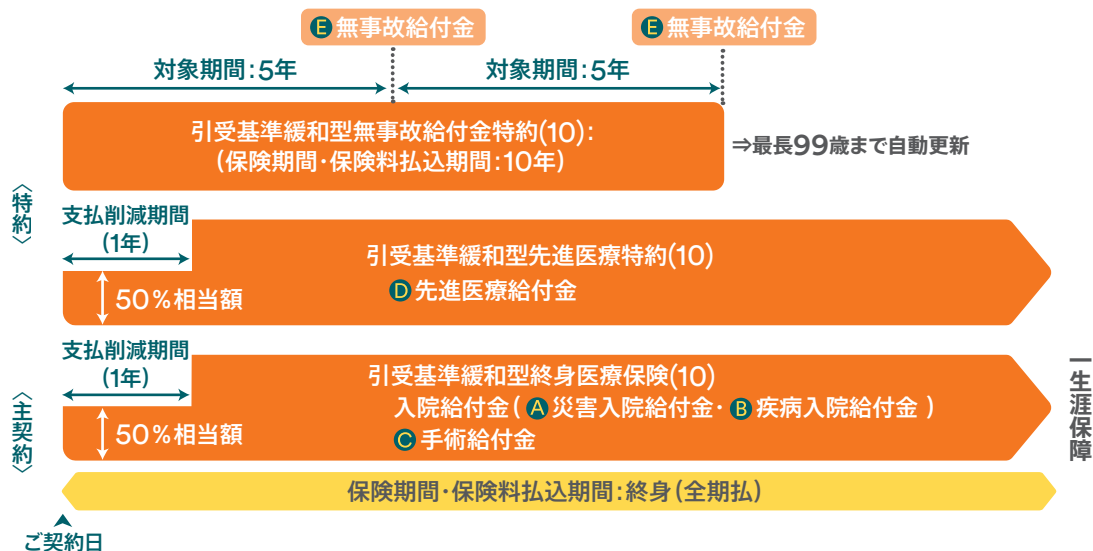 E 無事故給付金
E 無事故給付金
対象期間：5年
対象期間：5年
引受基準緩和型無事故給付金特約(10)：
(保険期間・保険料払込期間：10年)
⇒最長99歳まで自動更新
〈特約〉
支払削減期間
(1年)
50％相当額
引受基準緩和型先進医療特約(10)
D 先進医療給付金
〈主契約〉
支払削減期間
(1年)
50％相当額
引受基準緩和型終身医療保険(10)
入院給付金( A 災害入院給付金・ B 疾病入院給付金 )
C 手術給付金
一生涯保障
保険期間・保険料払込期間：終身(全期払)
ご契約日